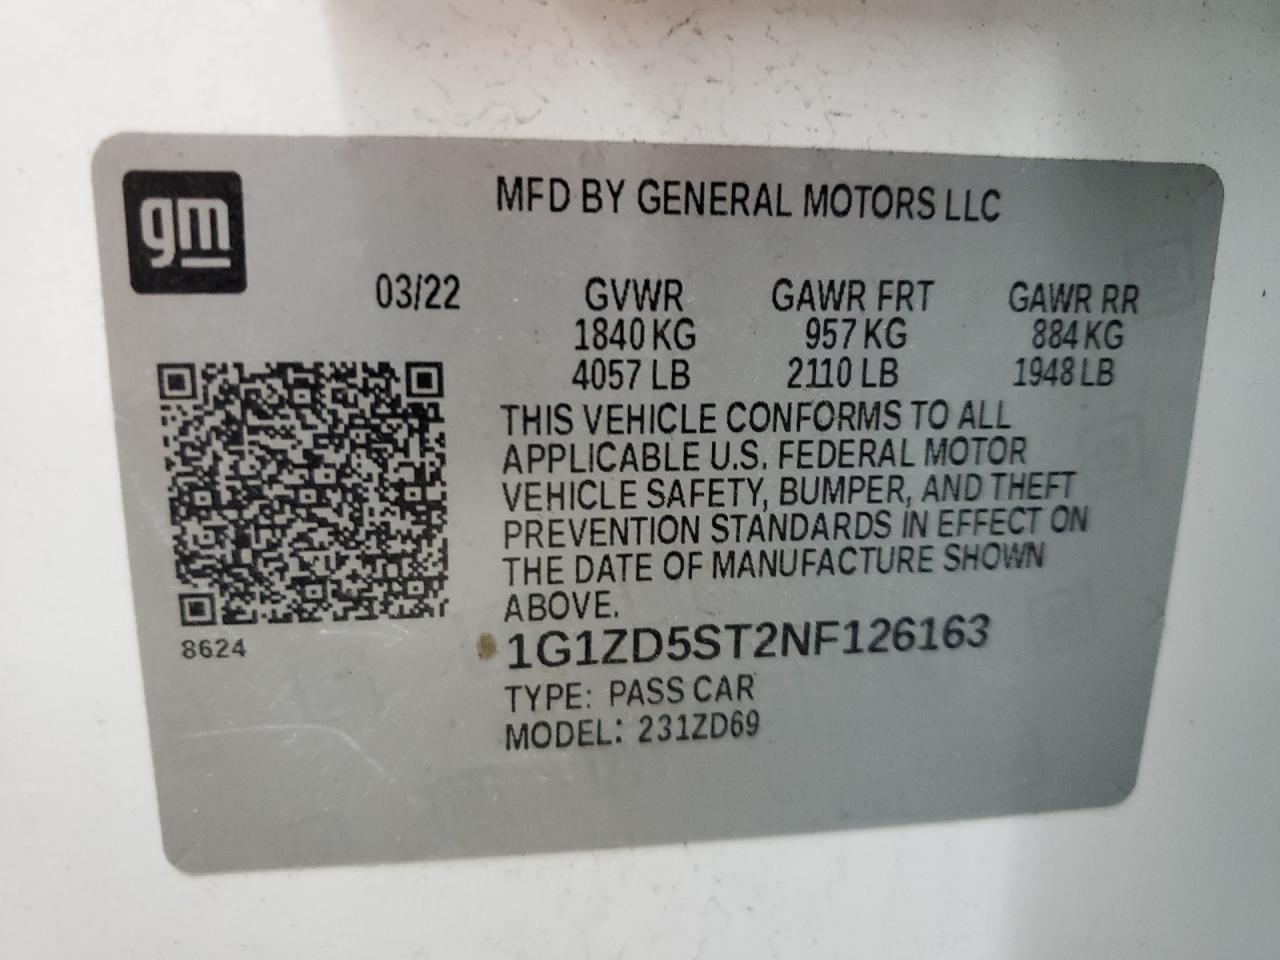 gm
MFD BY GENERAL MOTORS LLC
03/22 GVWR GAWR FRT GAWR RR
1840 KG 957 KG 884 KG
4057 LB 2110 LB 1948 LB
THIS VEHICLE CONFORMS TO ALL
APPLICABLE U.S. FEDERAL MOTOR
VEHICLE SAFETY, BUMPER, AND THEFT
PREVENTION STANDARDS IN EFFECT ON
THE DATE OF MANUFACTURE SHOWN
ABOVE.
8624
1G1ZD5ST2NF126163
TYPE: PASS CAR
MODEL: 231ZD69